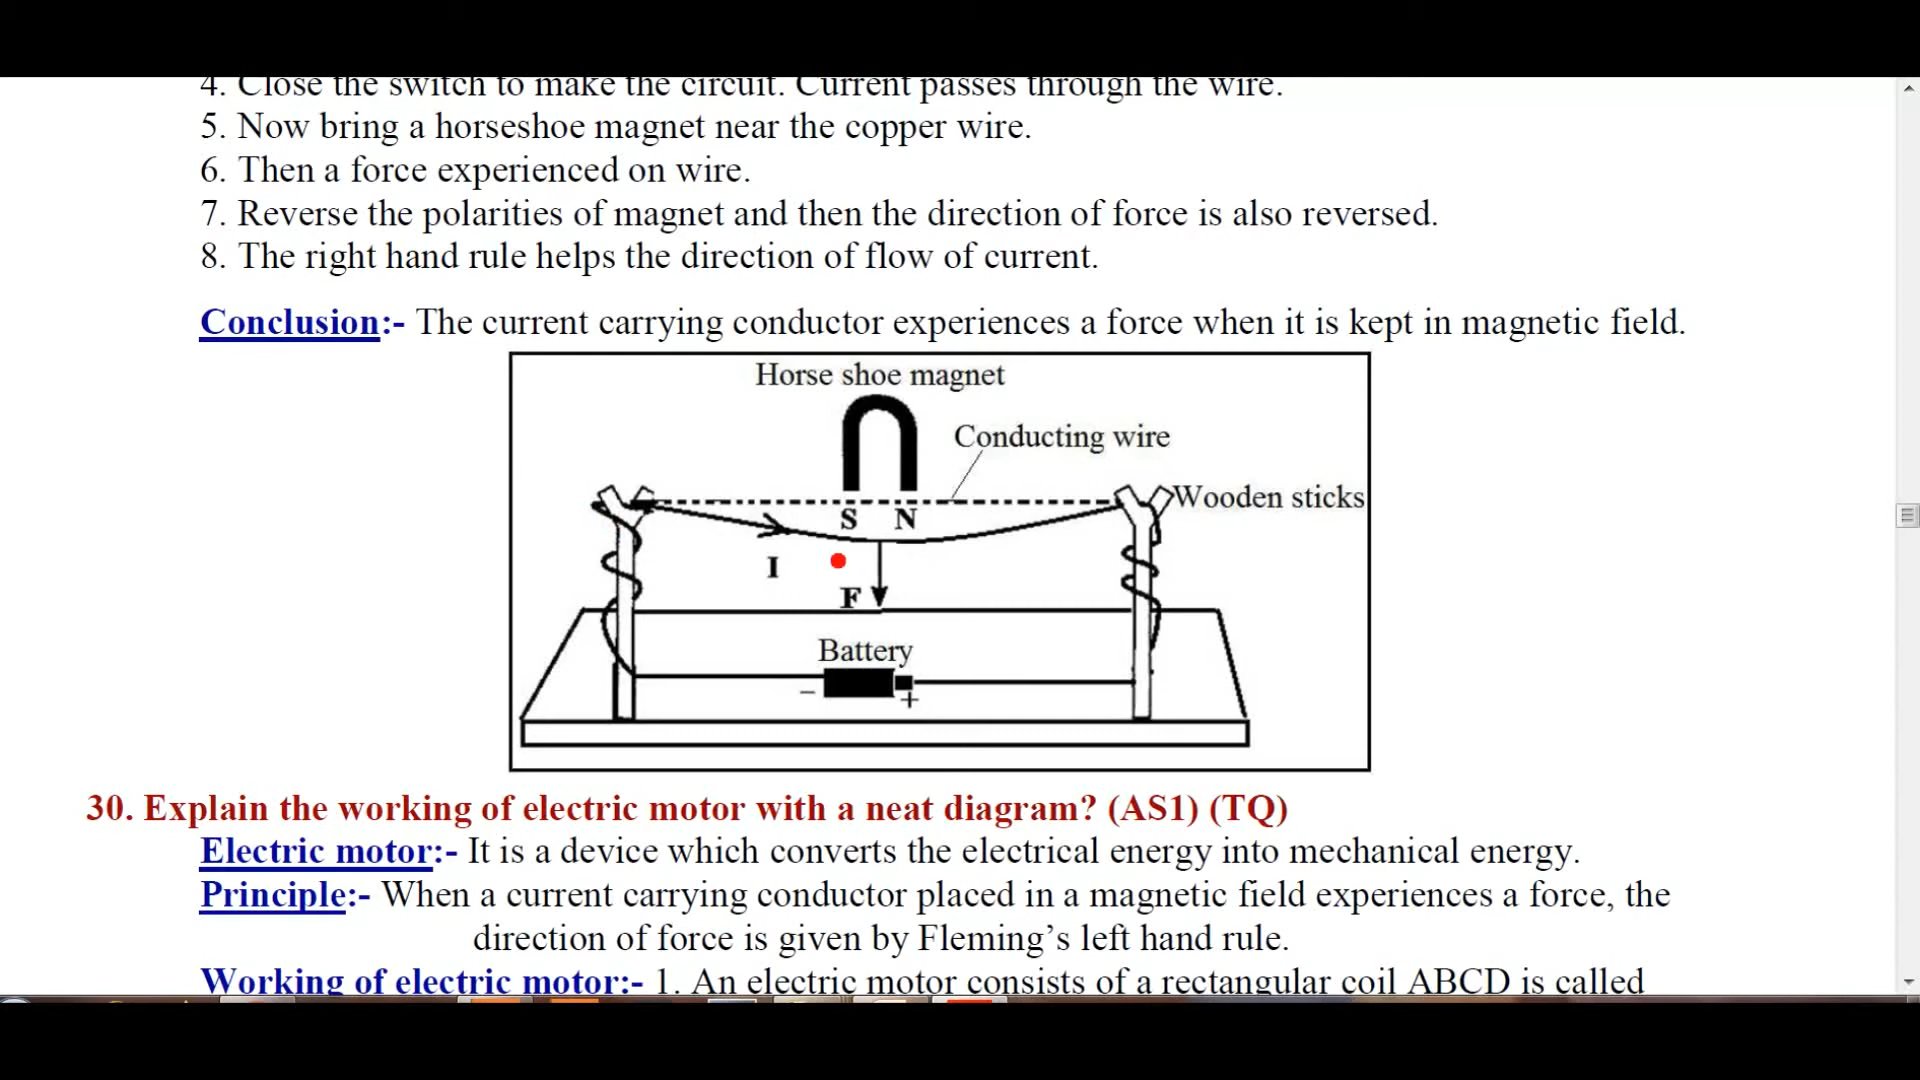 4. Close the switch to make the circuit. Current passes through the wire.
5. Now bring a horseshoe magnet near the copper wire.
6. Then a force experienced on wire.
7. Reverse the polarities of magnet and then the direction of force is also reversed.
8. The right hand rule helps the direction of flow of current.
Conclusion:- The current carrying conductor experiences a force when it is kept in magnetic field.
Horse shoe magnet
Conducting wire
Wooden sticks
S N
I
F
Battery
− +
30. Explain the working of electric motor with a neat diagram? (AS1) (TQ)
Electric motor:- It is a device which converts the electrical energy into mechanical energy.
Principle:- When a current carrying conductor placed in a magnetic field experiences a force, the
direction of force is given by Fleming’s left hand rule.
Working of electric motor:- 1. An electric motor consists of a rectangular coil ABCD is called